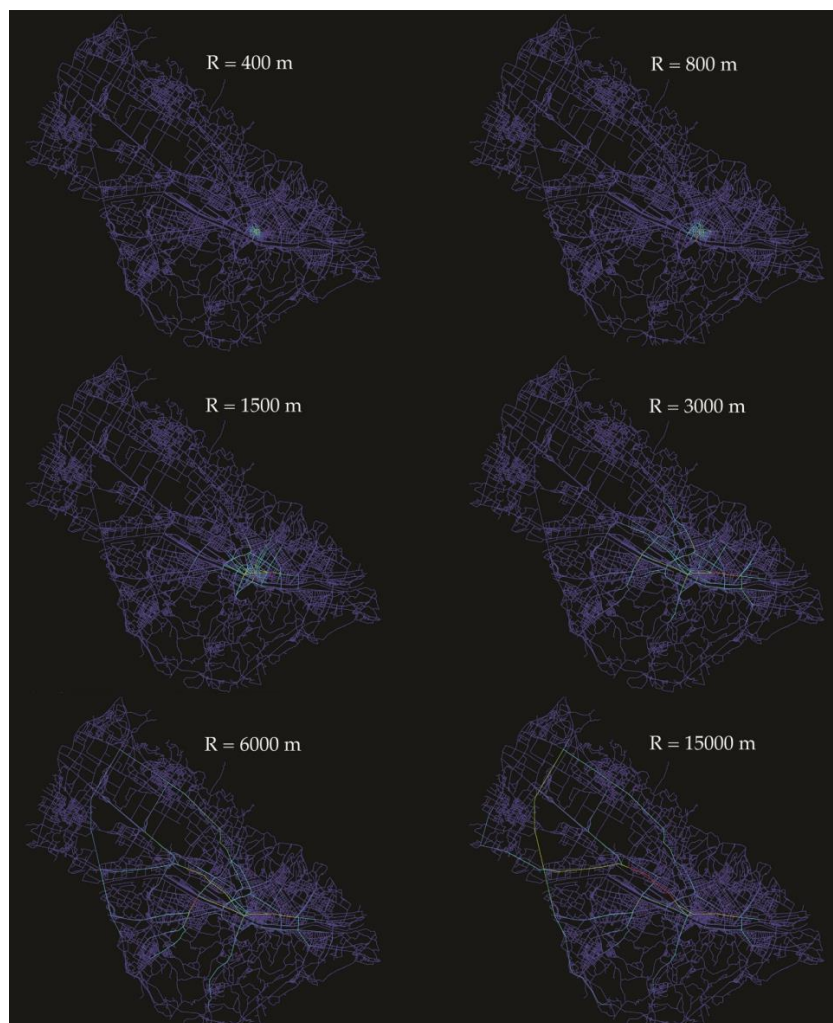 R = 400 m
R = 800 m
R = 1500 m
R = 3000 m
R = 6000 m
R = 15000 m